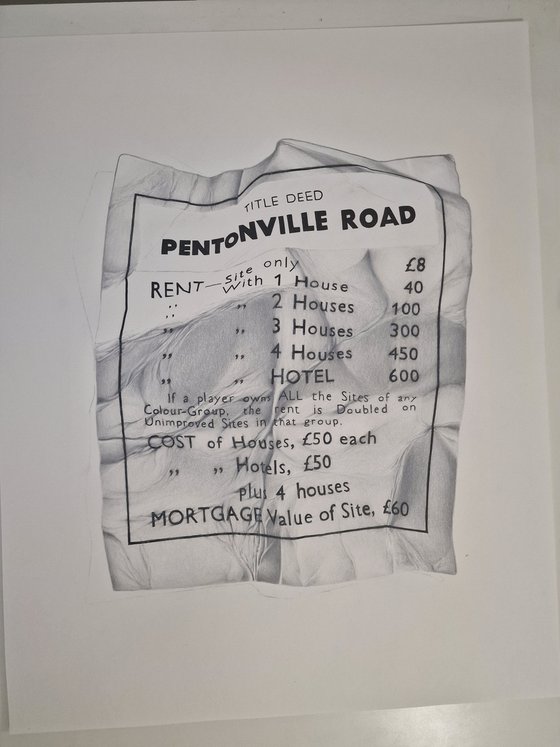 TITLE DEED
PENTONVILLE ROAD
RENT—Site only £8
With 1 House 40
„ „ 2 Houses 100
„ „ 3 Houses 300
„ „ 4 Houses 450
„ „ HOTEL 600
If a player owns ALL the Sites of any
Colour-Group, the rent is Doubled on
Unimproved Sites in that group.
COST of Houses, £50 each
„ „ Hotels, £50
plus 4 houses
MORTGAGE Value of Site, £60